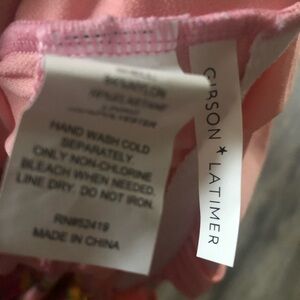 HAND WASH COLD
SEPARATELY
ONLY NON-CHLORINE
BLEACH WHEN NEEDED.
LINE DRY. DO NOT IRON.
RN#52419
MADE IN CHINA
GIRSON ★ LATIMER